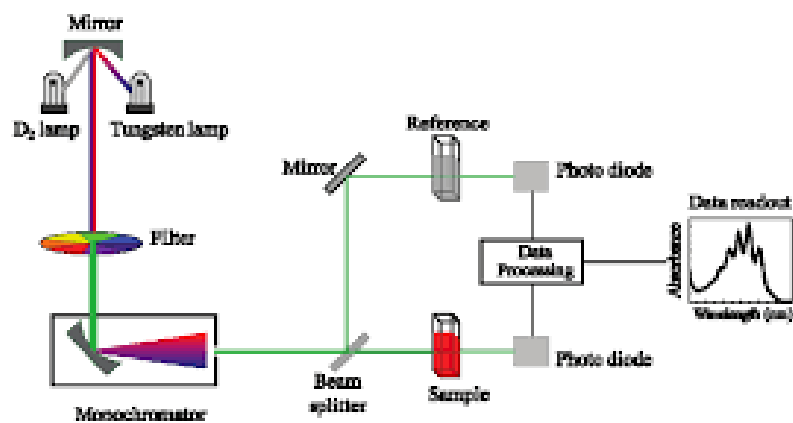 Mirror
D₂ lamp
Tungsten lamp
Reference
Mirror
Photo diode
Data readout
Filter
Data
Processing
Absorbance
Wavelength (nm)
Beam
splitter
Sample
Photo diode
Monochromator